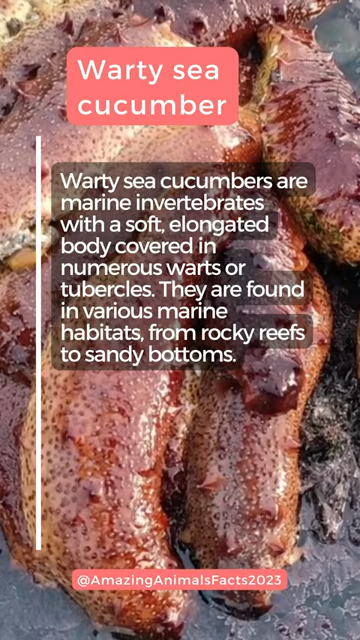 Warty sea
cucumber
Warty sea cucumbers are
marine invertebrates
with a soft, elongated
body covered in
numerous warts or
tubercles. They are found
in various marine
habitats, from rocky reefs
to sandy bottoms.
@AmazingAnimalsFacts2023